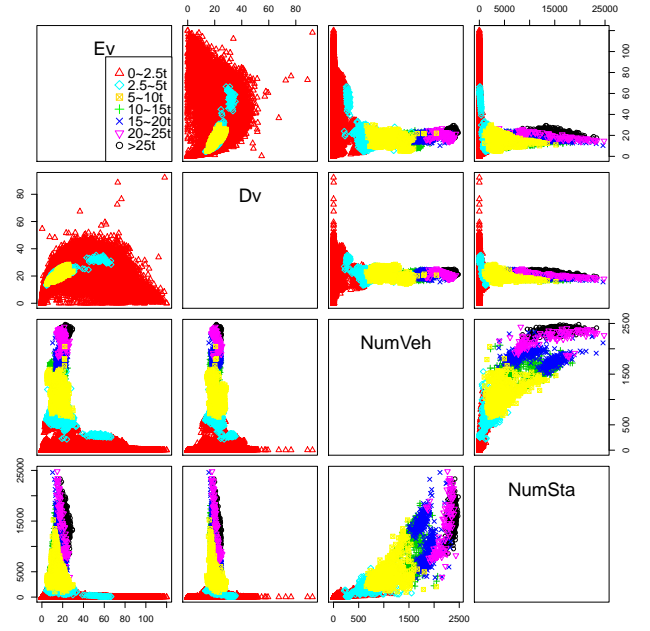 0 20 40 60 80
0 5000 15000 25000
Ev
0~2.5t
2.5~5t
5~10t
10~15t
15~20t
20~25t
>25t
0 20 40 60 80 100 120
0 20 40 60 80
Dv
NumVeh
0 500 1500 2500
0 5000 15000 25000
NumSta
0 20 40 60 80 100 120
0 500 1500 2500